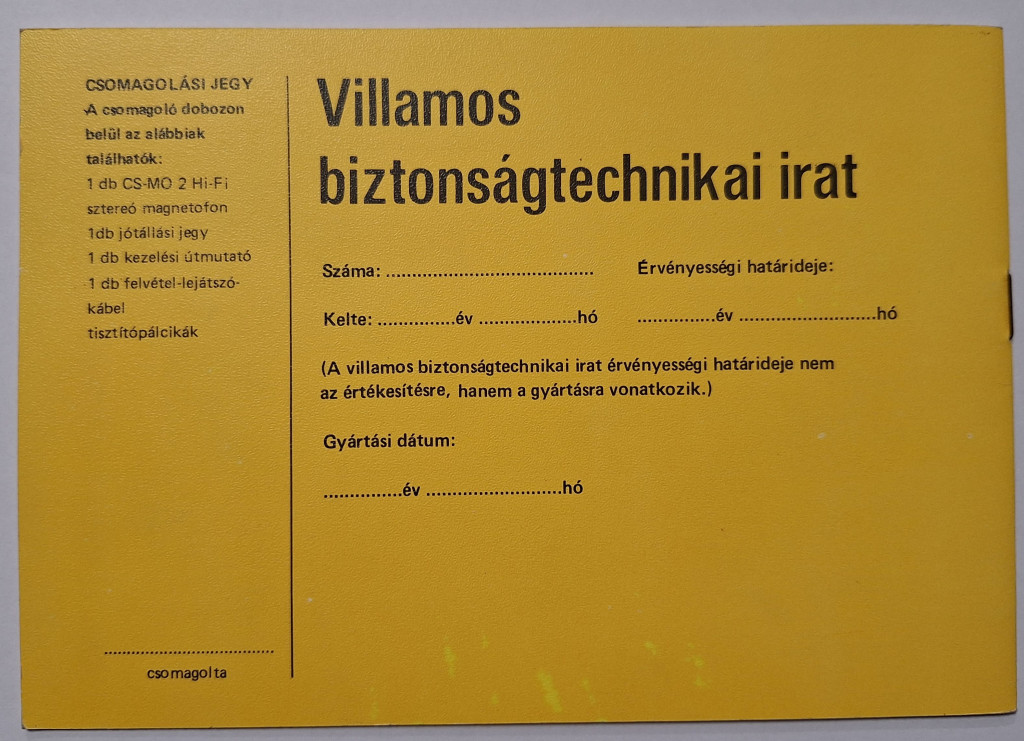 CSOMAGOLÁSI JEGY
A csomagoló dobozon
belül az alábbiak
találhatók:
1 db CS-MO 2 Hi-Fi
sztereó magnetofon
1db jótállási jegy
1 db kezelési útmutató
1 db felvétel-lejátszó-
kábel
tisztítópálcikák
....................................
csomagolta
Villamos
biztonságtechnikai irat
Száma: ........................................
Érvényességi határideje:
Kelte: ...............év ...................hó
...............év ..........................hó
(A villamos biztonságtechnikai irat érvényességi határideje nem
az értékesítésre, hanem a gyártásra vonatkozik.)
Gyártási dátum:
...............év ..........................hó